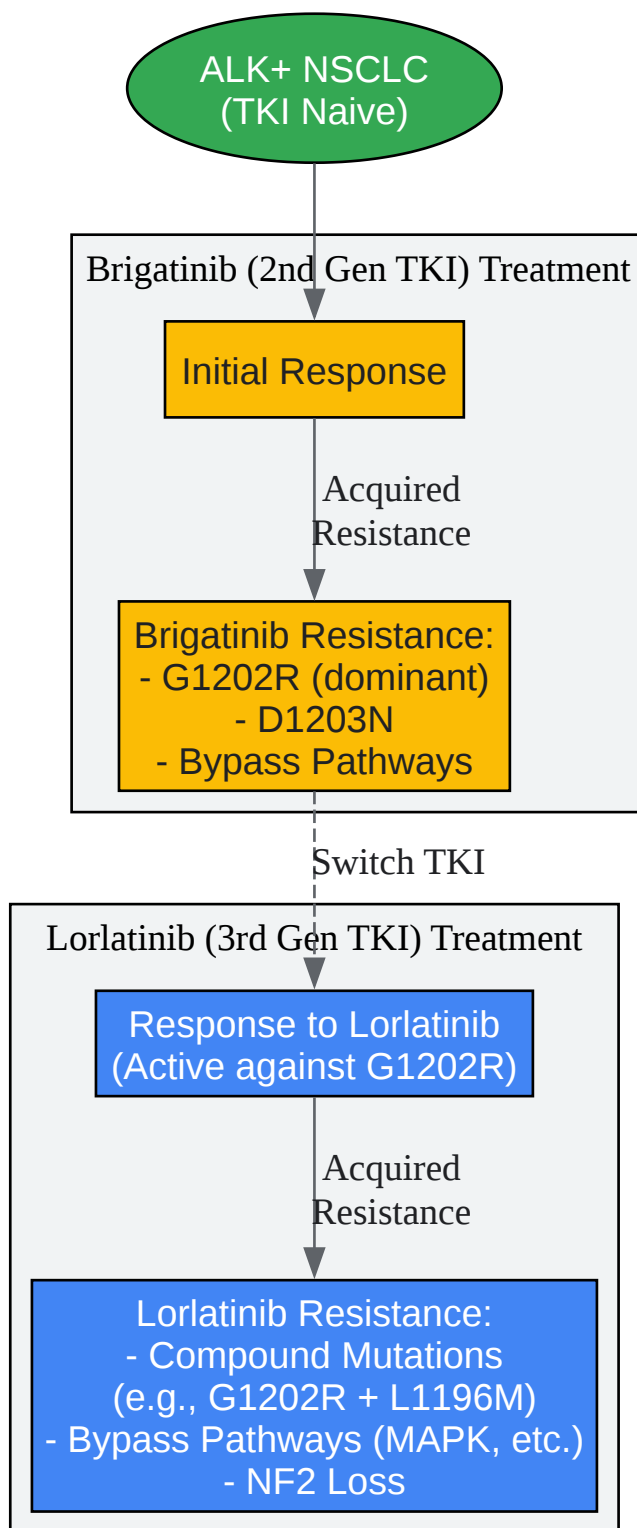 ALK+ NSCLC
(TKI Naive)
Brigatinib (2nd Gen TKI) Treatment
Initial Response
Acquired
Resistance
Brigatinib Resistance:
- G1202R (dominant)
- D1203N
- Bypass Pathways
Switch TKI
Lorlatinib (3rd Gen TKI) Treatment
Response to Lorlatinib
(Active against G1202R)
Acquired
Resistance
Lorlatinib Resistance:
- Compound Mutations
(e.g., G1202R + L1196M)
- Bypass Pathways (MAPK, etc.)
- NF2 Loss